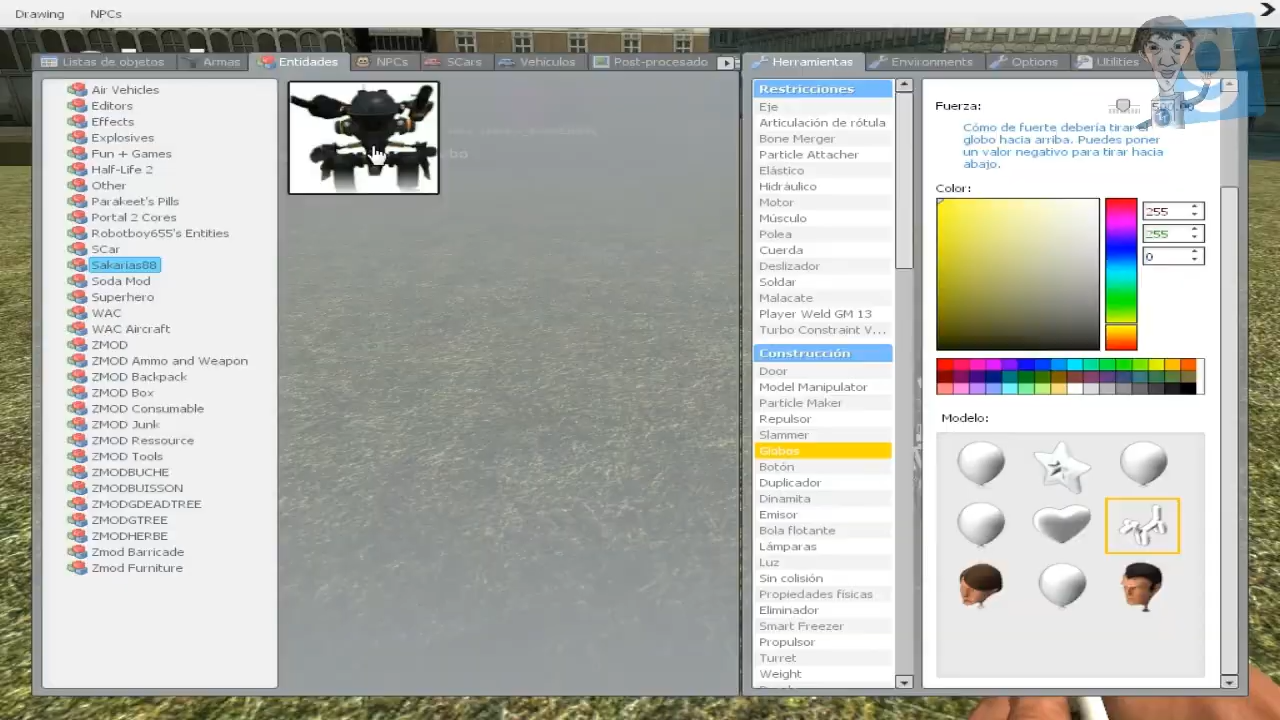 Drawing NPCs
Listas de objetos Armas Entidades NPCs SCars Vehiculos Post-procesado
Herramientas Environments Options Utilities
Air Vehicles
Editors
Effects
Explosives
Fun + Games
Half-Life 2
Other
Parakeet's Pills
Portal 2 Cores
Robotboy655's Entities
SCar
Sakarias88
Soda Mod
Superhero
WAC
WAC Aircraft
ZMOD
ZMOD Ammo and Weapon
ZMOD Backpack
ZMOD Box
ZMOD Consumable
ZMOD Junk
ZMOD Ressource
ZMOD Tools
ZMODBUCHE
ZMODBUISSON
ZMODGDEADTREE
ZMODGTREE
ZMODHERBE
Zmod Barricade
Zmod Furniture
Restricciones
Eje
Articulación de rótula
Bone Merger
Particle Attacher
Elástico
Hidráulico
Motor
Músculo
Polea
Cuerda
Deslizador
Soldar
Malacate
Player Weld GM 13
Turbo Constraint V...
Construcción
Door
Model Manipulator
Particle Maker
Repulsor
Slammer
Globos
Botón
Duplicador
Dinamita
Emisor
Bola flotante
Lámparas
Luz
Sin colisión
Propiedades físicas
Eliminador
Smart Freezer
Propulsor
Turret
Weight
Fuerza:
Cómo de fuerte debería tirar el
globo hacia arriba. Puedes poner
un valor negativo para tirar hacia
abajo.
Color:
255
255
0
Modelo: